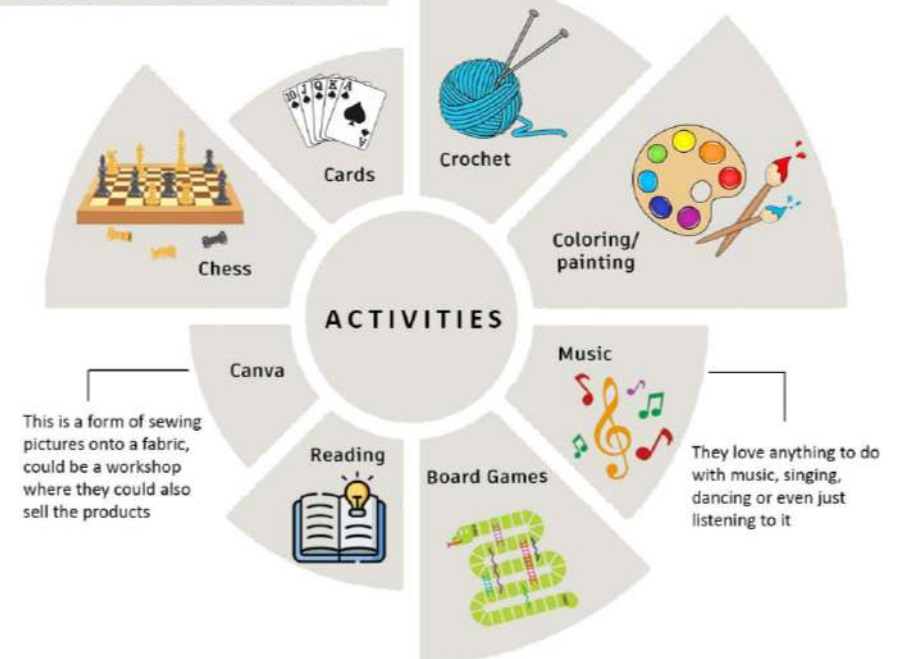 Cards
Crochet
Chess
Coloring/
painting
ACTIVITIES
Canva
Music
This is a form of sewing
pictures onto a fabric,
could be a workshop
where they could also
sell the products
Reading
Board Games
They love anything to do
with music, singing,
dancing or even just
listening to it
10 J Q K A
A